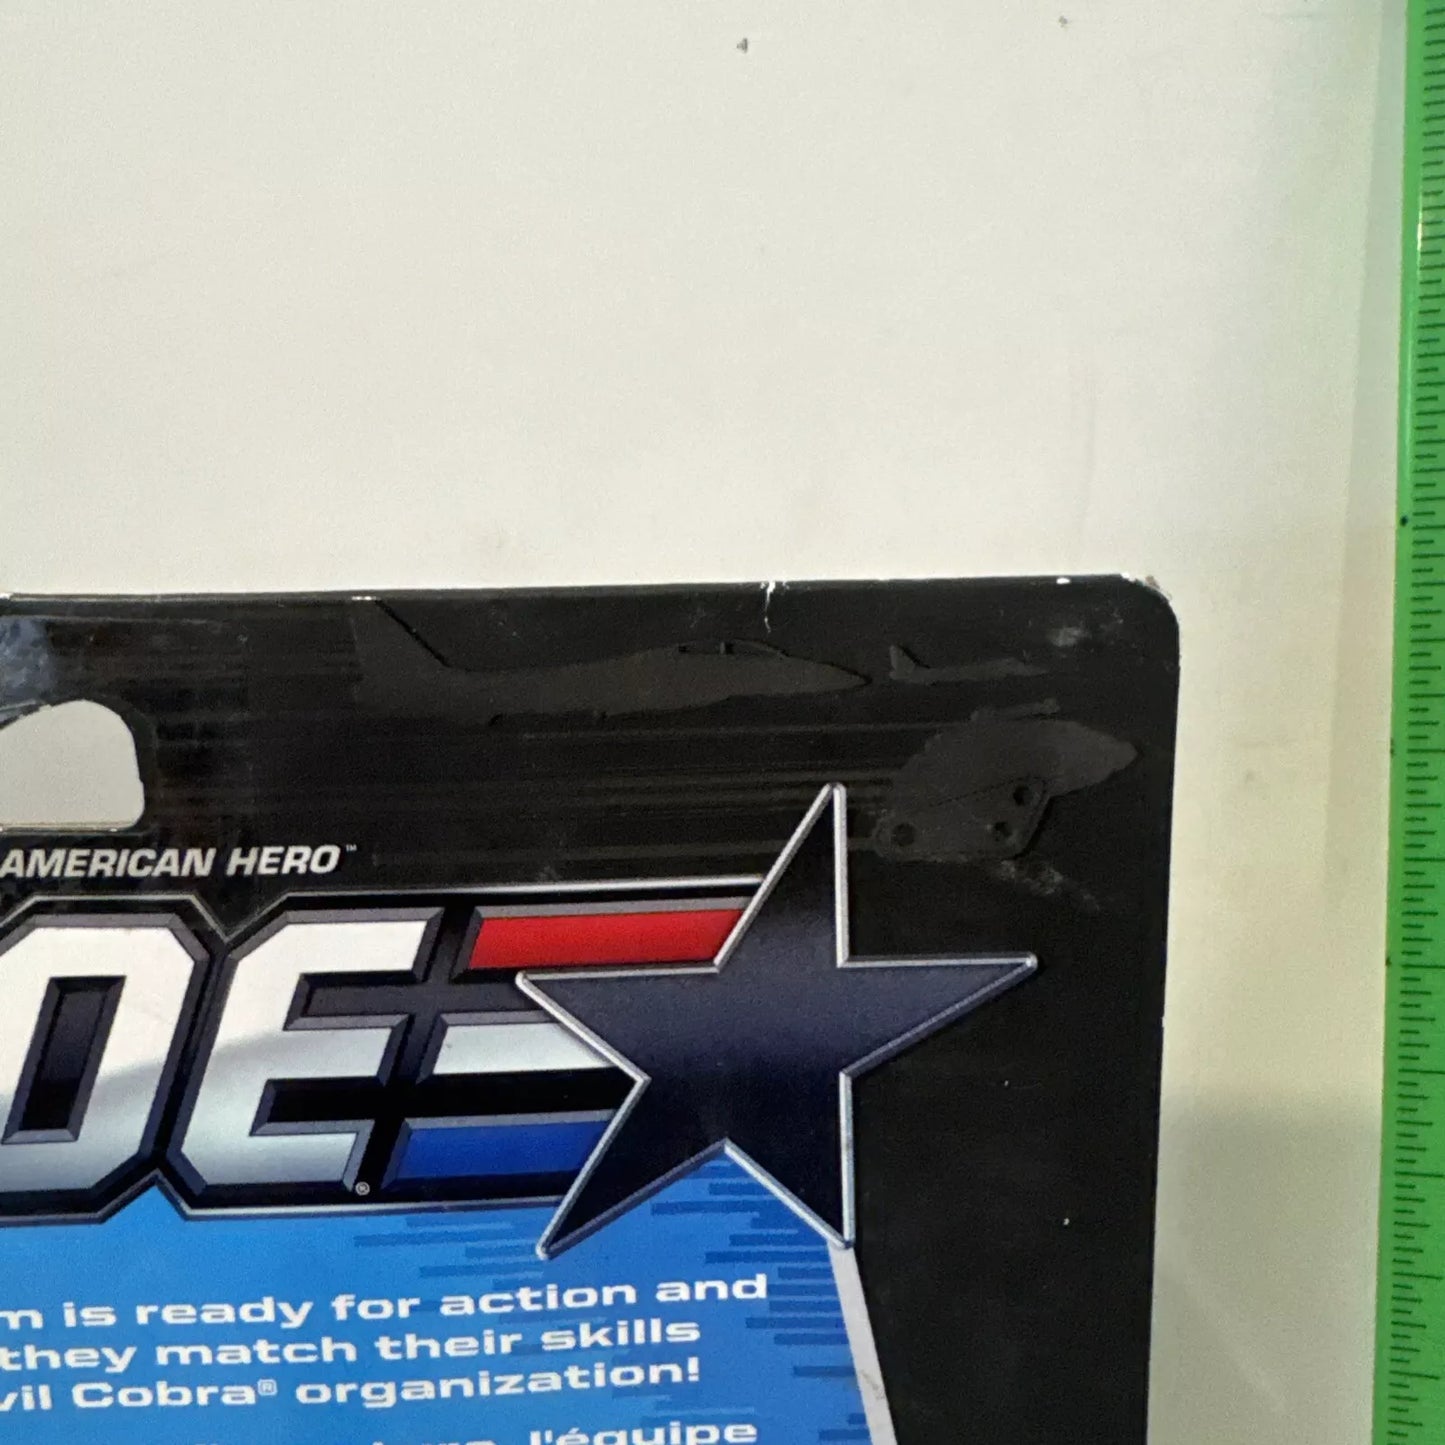 AMERICAN HERO™
OE®
m is ready for action and
they match their skills
vil Cobra® organization!
l'équipe